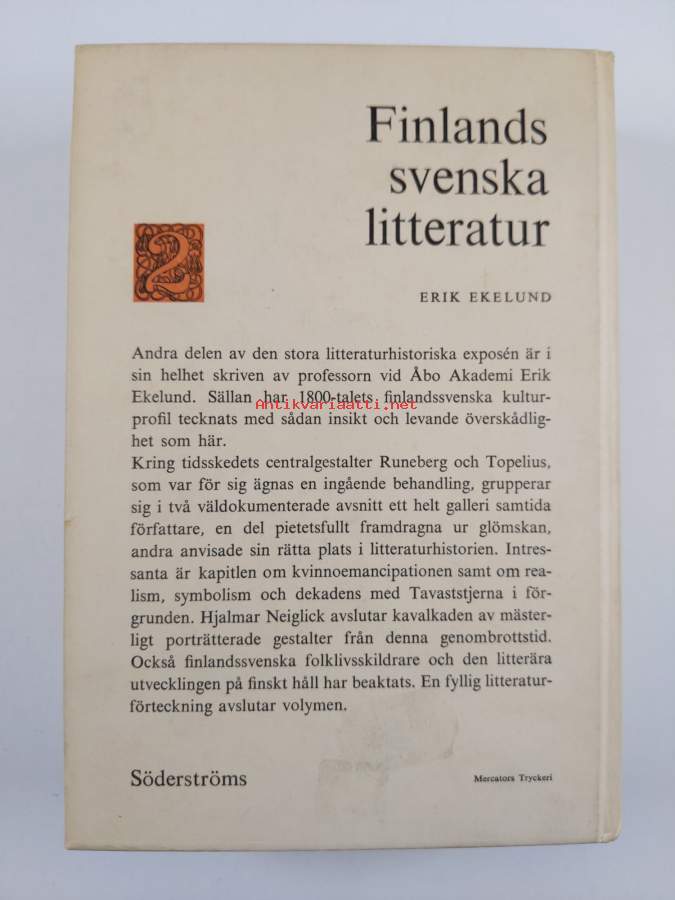 Finlands
svenska
litteratur
2
ERIK EKELUND
Andra delen av den stora litteraturhistoriska exposén är i
sin helhet skriven av professorn vid Åbo Akademi Erik
Ekelund. Sällan har 1800-talets finlandssvenska kultur-
Antikvariaatti.net
profil tecknats med sådan insikt och levande överskådlig-
het som här.
Kring tidsskedets centralgestalter Runeberg och Topelius,
som var för sig ägnas en ingående behandling, grupperar
sig i två väldokumenterade avsnitt ett helt galleri samtida
författare, en del pietetsfullt framdragna ur glömskan,
andra anvisade sin rätta plats i litteraturhistorien. Intres-
santa är kapitlen om kvinnoemancipationen samt om rea-
lism, symbolism och dekadens med Tavaststjerna i för-
grunden. Hjalmar Neiglick avslutar kavalkaden av mäster-
ligt porträtterade gestalter från denna genombrottstid.
Också finlandssvenska folklivsskildrare och den litterära
utvecklingen på finskt håll har beaktats. En fyllig litteratur-
förteckning avslutar volymen.
Söderströms
Mercators Tryckeri